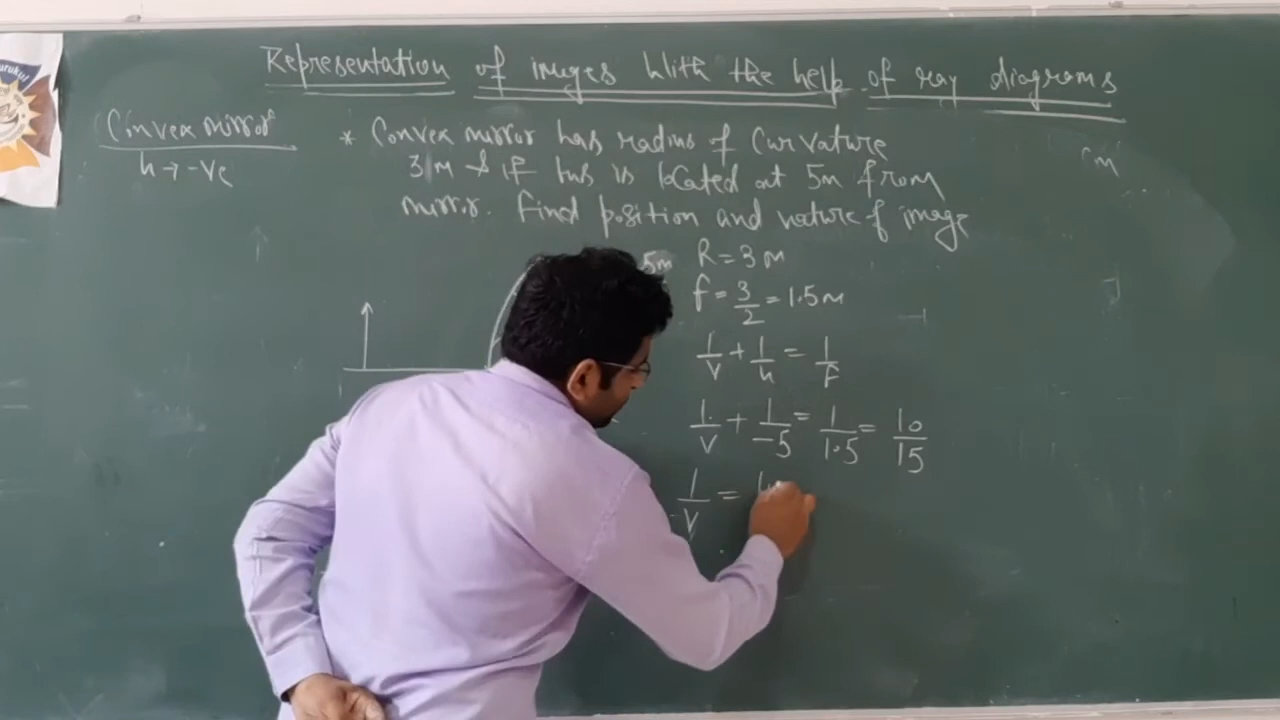 Representation of images With the help of ray diagrams
Convex mirror
u → -ve
* Convex mirror has radius of Curvature
3 m & if bus is located at 5m from
mirror. Find position and nature of image
5m
R = 3 m
f = 3/2 = 1.5 m
1/v + 1/u = 1/f
1/v + 1/-5 = 1/1.5 = 10/15
1/v =